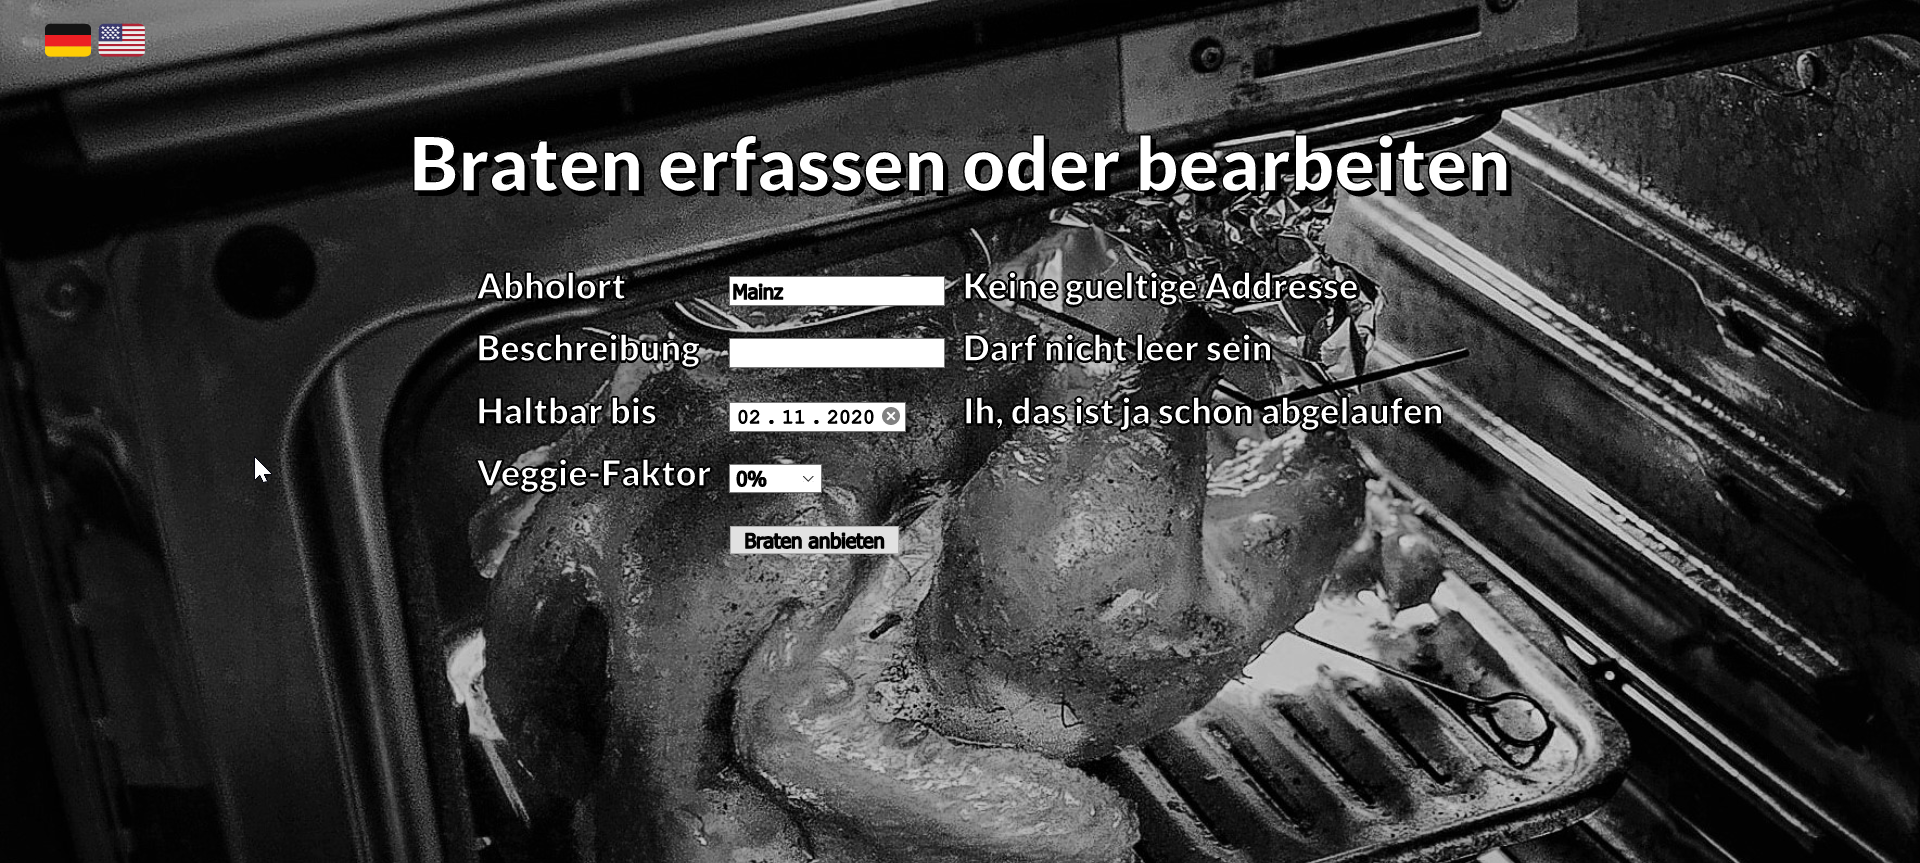 Braten erfassen oder bearbeiten
Abholort Mainz Keine gueltige Addresse
Beschreibung Darf nicht leer sein
Haltbar bis 02.11.2020 Ih, das ist ja schon abgelaufen
Veggie-Faktor 0%
Braten anbieten